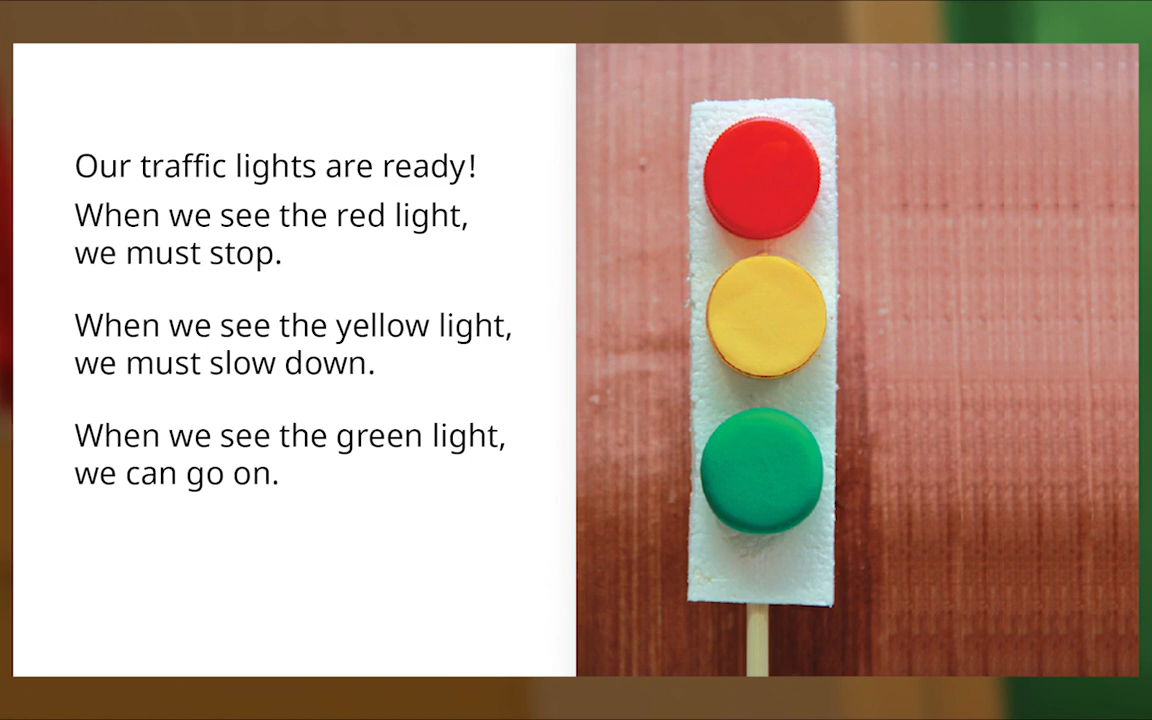 Our traffic lights are ready!
When we see the red light,
we must stop.
When we see the yellow light,
we must slow down.
When we see the green light,
we can go on.